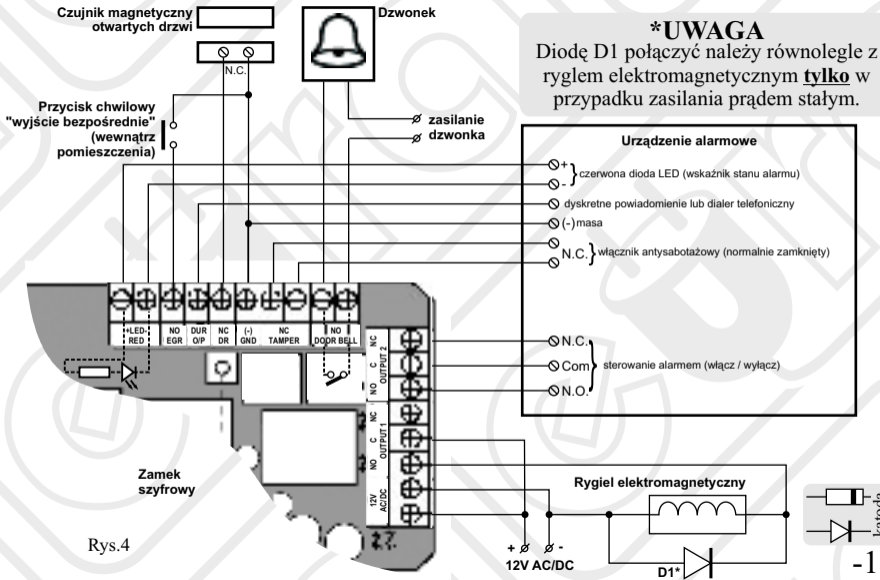 Czujnik magnetyczny
otwartych drzwi
N.C.
Dzwonek
*UWAGA
Diodę D1 połączyć należy równolegle z
ryglem elektromagnetycznym tylko w
przypadku zasilania prądem stałym.
Przycisk chwilowy
"wyjście bezpośrednie"
(wewnątrz
pomieszczenia)
zasilanie
dzwonka
Urządzenie alarmowe
+
-
czerwona dioda LED (wskaźnik stanu alarmu)
dyskretne powiadomienie lub dialer telefoniczny
(-) masa
N.C.
włącznik antysabotażowy (normalnie zamknięty)
N.C.
Com
N.O.
sterowanie alarmem (włącz / wyłącz)
+LED-
RED
NO
EGR
DUR
O/P
NC
DR
(-)
GND
NC
TAMPER
NO
DOOR BELL
NC
C
NO
OUTPUT 2
NC
C
NO
OUTPUT 1
12V
AC/DC
Zamek
szyfrowy
Rys.4
Rygiel elektromagnetyczny
D1*
+ -
12V AC/DC
katoda
-1